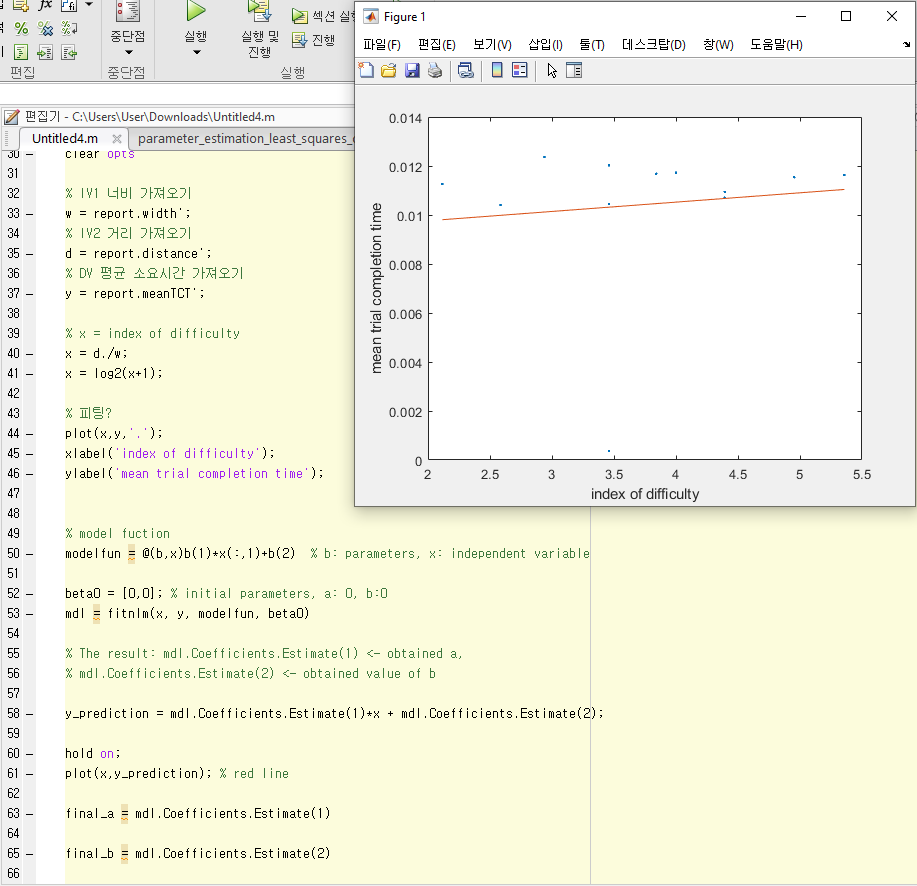 fx
중단점
실행
실행 및
진행
섹션 실행
진행
편집
중단점
실행
Figure 1
파일(F) 편집(E) 보기(V) 삽입(I) 툴(T) 데스크탑(D) 창(W) 도움말(H)
편집기 - C:\Users\User\Downloads\Untitled4.m
Untitled4.m parameter_estimation_least_squares_
30 clear opts
31
32 % IV1 너비 가져오기
33 w = report.width';
34 % IV2 거리 가져오기
35 d = report.distance';
36 % DV 평균 소요시간 가져오기
37 y = report.meanTCT';
38
39 % x = index of difficulty
40 x = d./w;
41 x = log2(x+1);
42
43 % 피팅?
44 plot(x,y,'.');
45 xlabel('index of difficulty');
46 ylabel('mean trial completion time');
47
48
49 % model fuction
50 modelfun = @(b,x)b(1)*x(:,1)+b(2) % b: parameters, x: independent variable
51
52 beta0 = [0,0]; % initial parameters, a: 0, b:0
53 mdl = fitnlm(x, y, modelfun, beta0)
54
55 % The result: mdl.Coefficients.Estimate(1) <- obtained a,
56 % mdl.Coefficients.Estimate(2) <- obtained value of b
57
58 y_prediction = mdl.Coefficients.Estimate(1)*x + mdl.Coefficients.Estimate(2);
59
60 hold on;
61 plot(x,y_prediction); % red line
62
63 final_a = mdl.Coefficients.Estimate(1)
64
65 final_b = mdl.Coefficients.Estimate(2)
66
0.014
0.012
0.01
0.008
0.006
0.004
0.002
0
mean trial completion time
2 2.5 3 3.5 4 4.5 5 5.5
index of difficulty